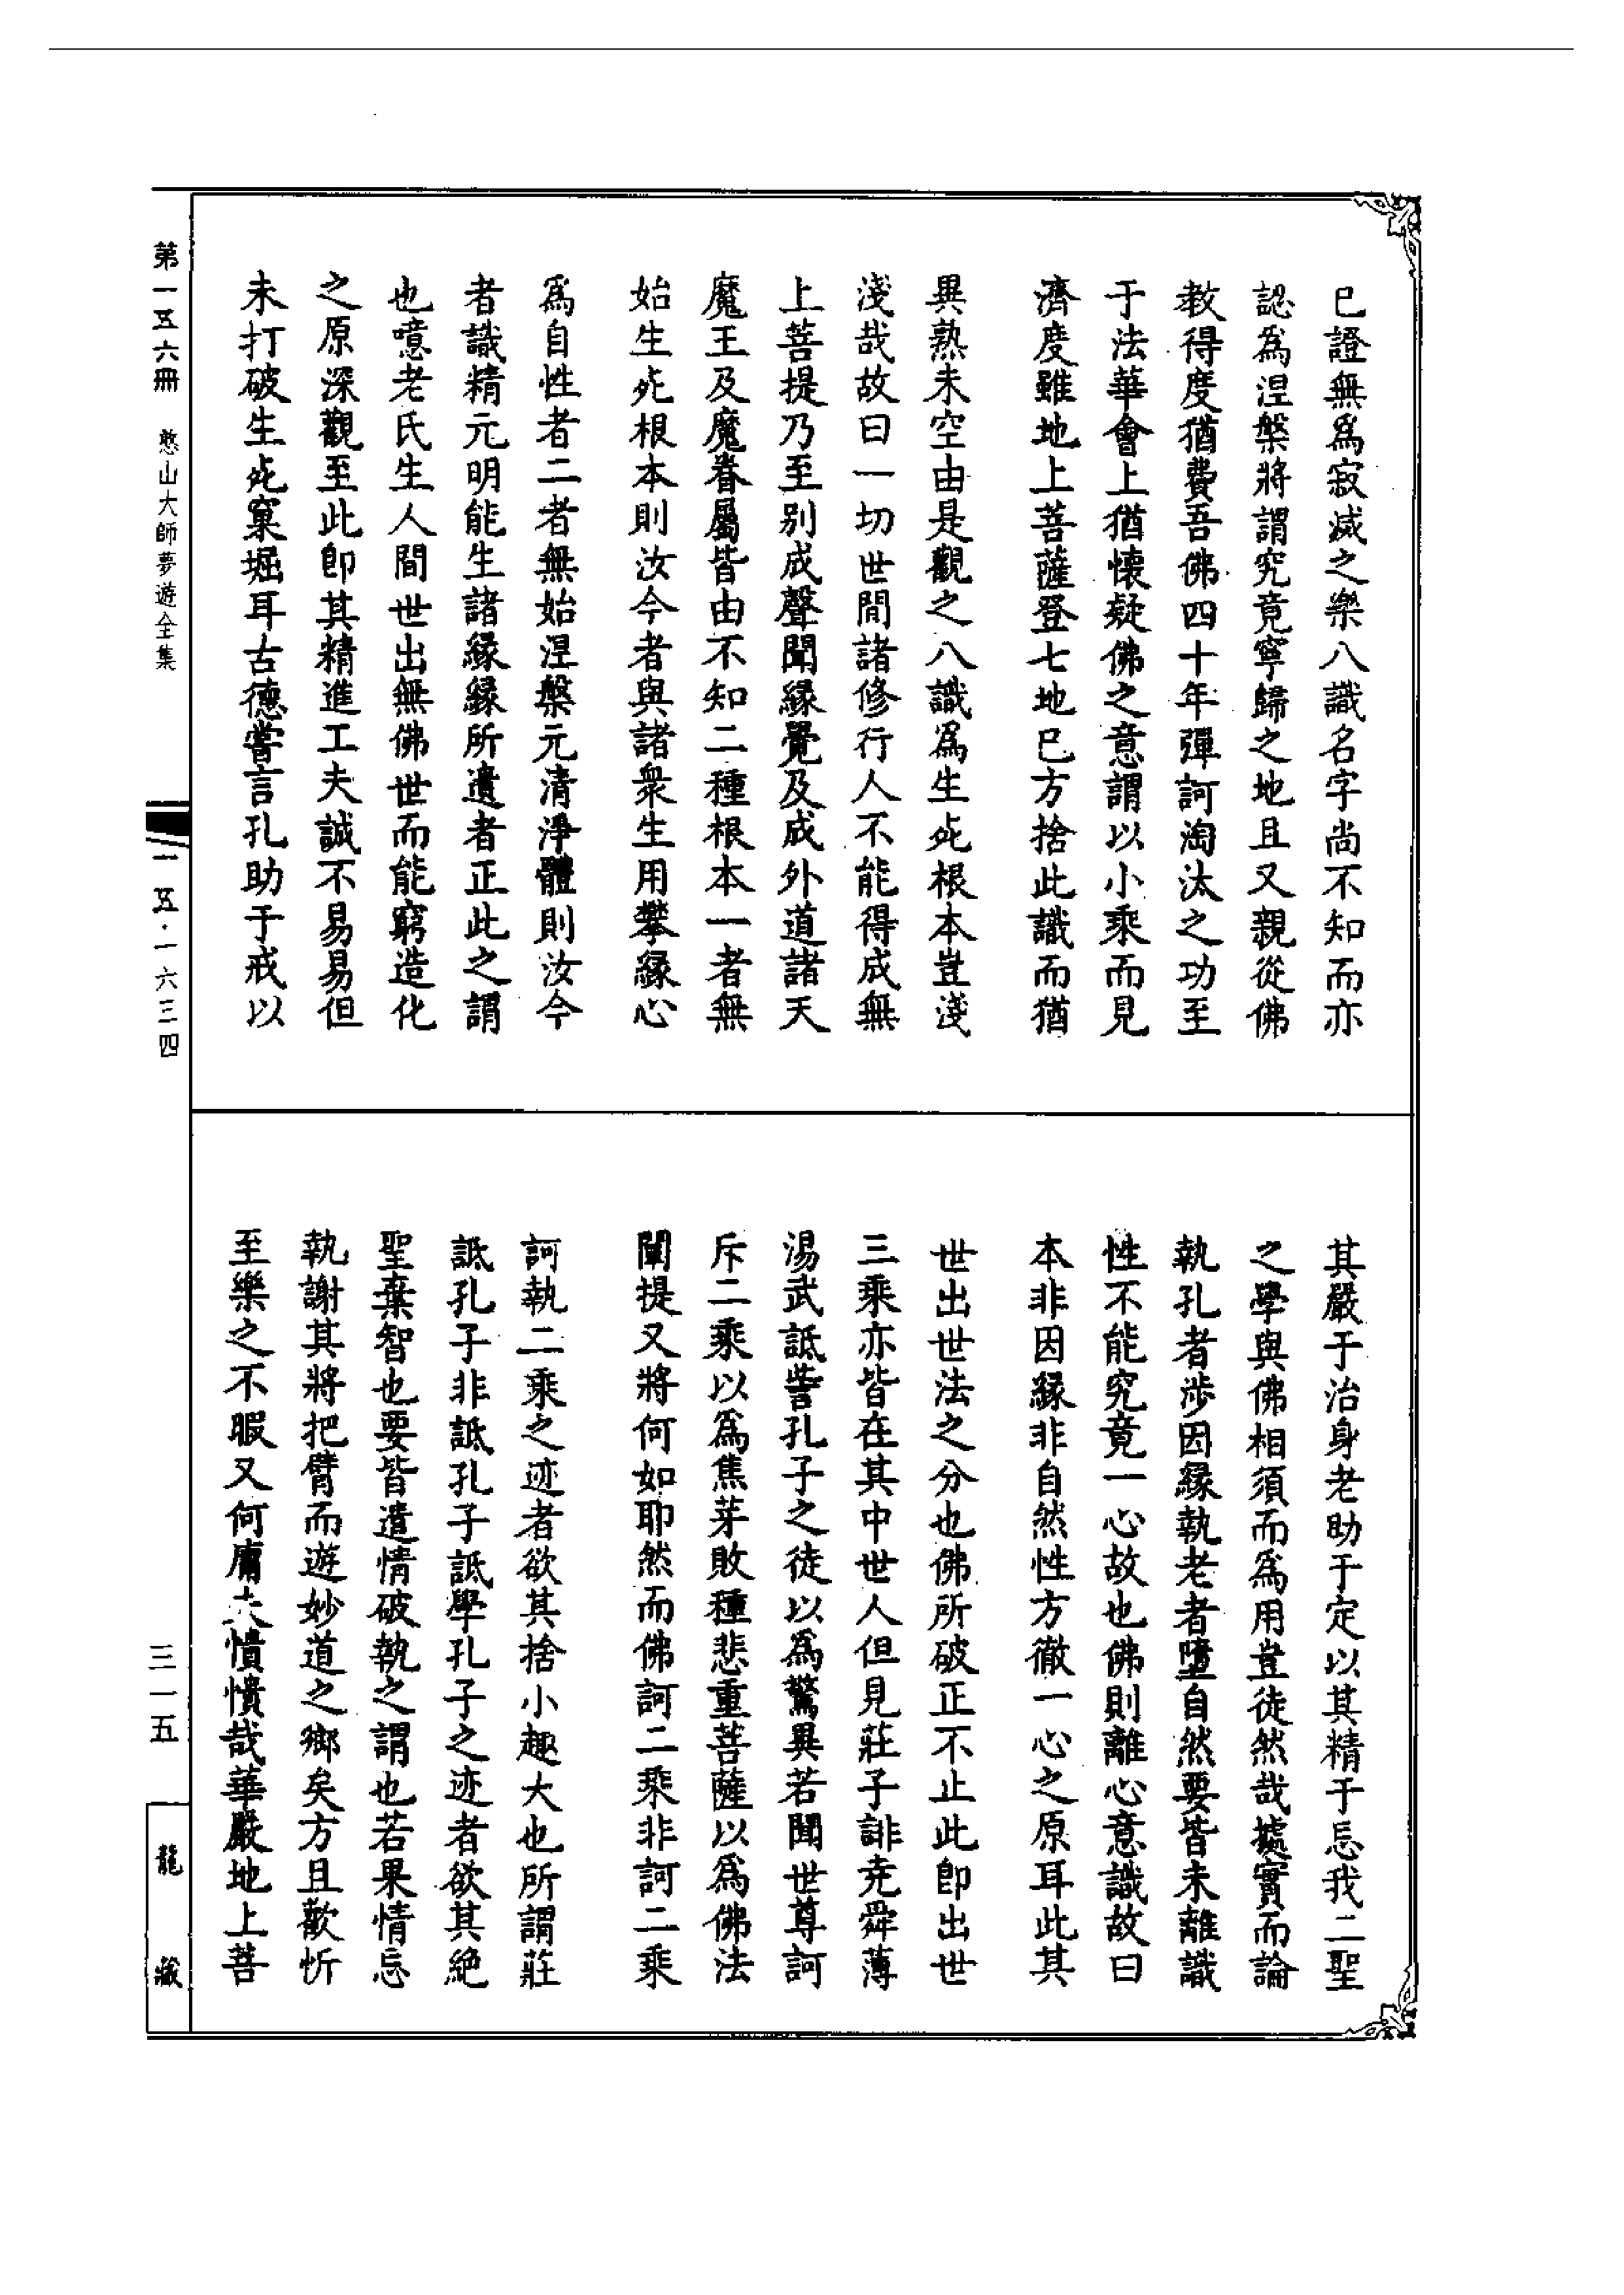 已證無爲寂滅之樂八識名字尚不知而亦
認爲涅槃將謂究竟寧歸之地且又親從佛
教得度猶費吾佛四十年彈訶淘汰之功至
于法華會上猶懷疑佛之意謂以小乘而見
濟度雖地上菩薩登七地已方捨此識而猶
異熟未空由是觀之八識爲生死根本豈淺
淺哉故曰一切世間諸修行人不能得成無
上菩提乃至别成聲聞緣覺及成外道諸天
魔王及魔眷屬皆由不知二種根本一者無
始生死根本則汝今者與諸衆生用攀緣心
爲自性者二者無始涅槃元清淨體則汝今
者識精元明能生諸緣緣所遺者正此之謂
也噫老氏生人間世出無佛世而能窮造化
之原深觀至此卽其精進工夫誠不易易但
未打破生死窠堀耳古德嘗言孔助于戒以
其嚴于治身老助于定以其精于忘我二聖
之學與佛相須而爲用豈徒然哉據實而論
執孔者涉因緣執老者墮自然要皆未離識
性不能究竟一心故也佛則離心意識故曰
本非因緣非自然性方徹一心之原耳此其
世出世法之分也佛所破正不止此卽出世
三乘亦皆在其中世人但見莊子誹尭舜薄
湯武詆訾孔子之徒以爲驚異若聞世尊訶
斥二乘以爲焦芽敗種悲重菩薩以爲佛法
闡提又將何如耶然而佛訶二乘非訶二乘
訶執二乘之迹者欲其捨小趣大也所謂莊
詆孔子非詆孔子詆學孔子之迹者欲其絶
聖棄智也要皆遣情破執之謂也若果情忘
執謝其將把臂而遊妙道之鄉矣方且歡忻
至樂之不暇又何庸夫憒憒哉華嚴地上菩
第一五六冊　憨山大師夢遊全集
一五·一六三四
三一五
龍藏